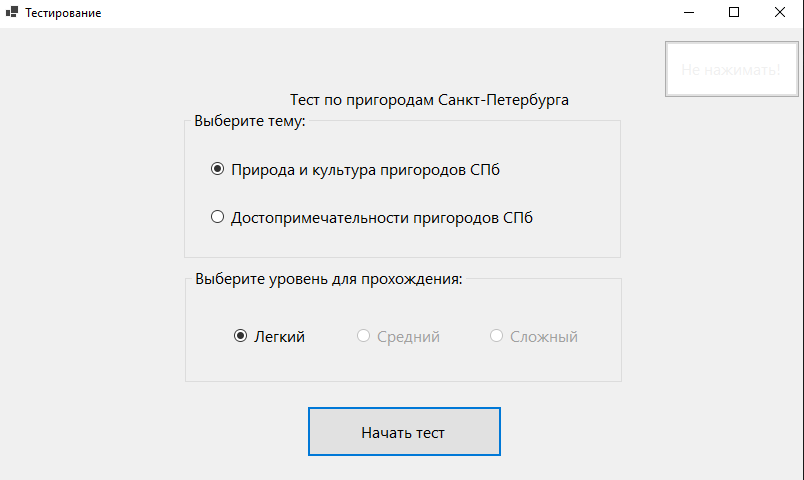 Тестирование
Не нажимать!
Тест по пригородам Санкт-Петербурга
Выберите тему:
Природа и культура пригородов СПб
Достопримечательности пригородов СПб
Выберите уровень для прохождения:
Легкий Средний Сложный
Начать тест